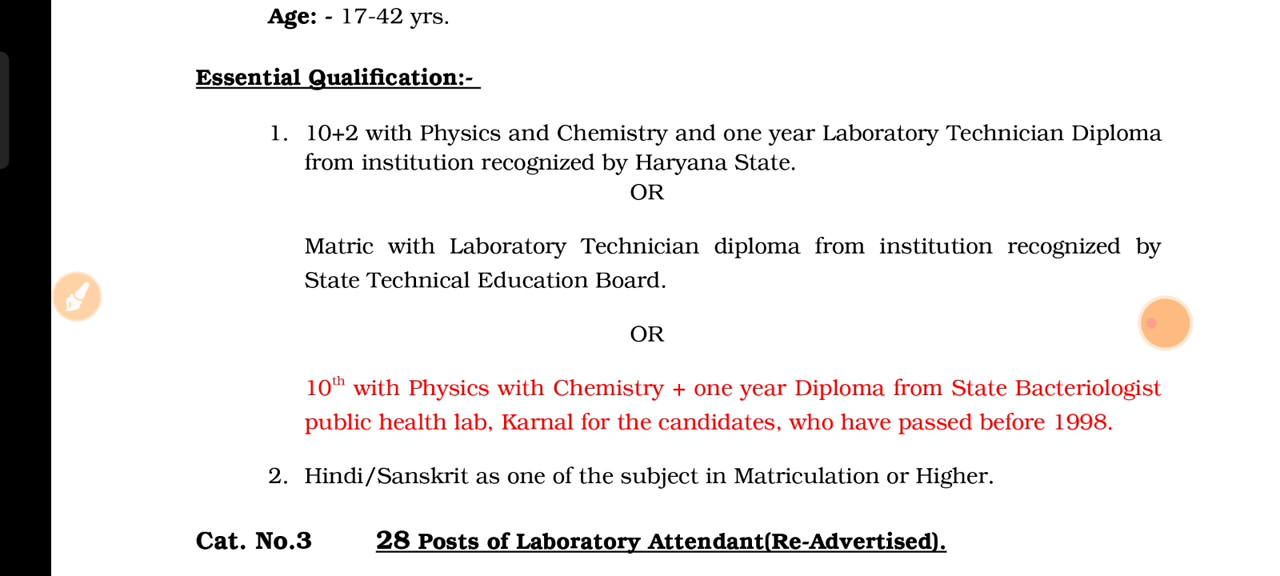 Age: - 17-42 yrs.
Essential Qualification:-
1. 10+2 with Physics and Chemistry and one year Laboratory Technician Diploma
from institution recognized by Haryana State.
OR
Matric with Laboratory Technician diploma from institution recognized by
State Technical Education Board.
OR
10th with Physics with Chemistry + one year Diploma from State Bacteriologist
public health lab, Karnal for the candidates, who have passed before 1998.
2. Hindi/Sanskrit as one of the subject in Matriculation or Higher.
Cat. No.3 28 Posts of Laboratory Attendant(Re-Advertised).